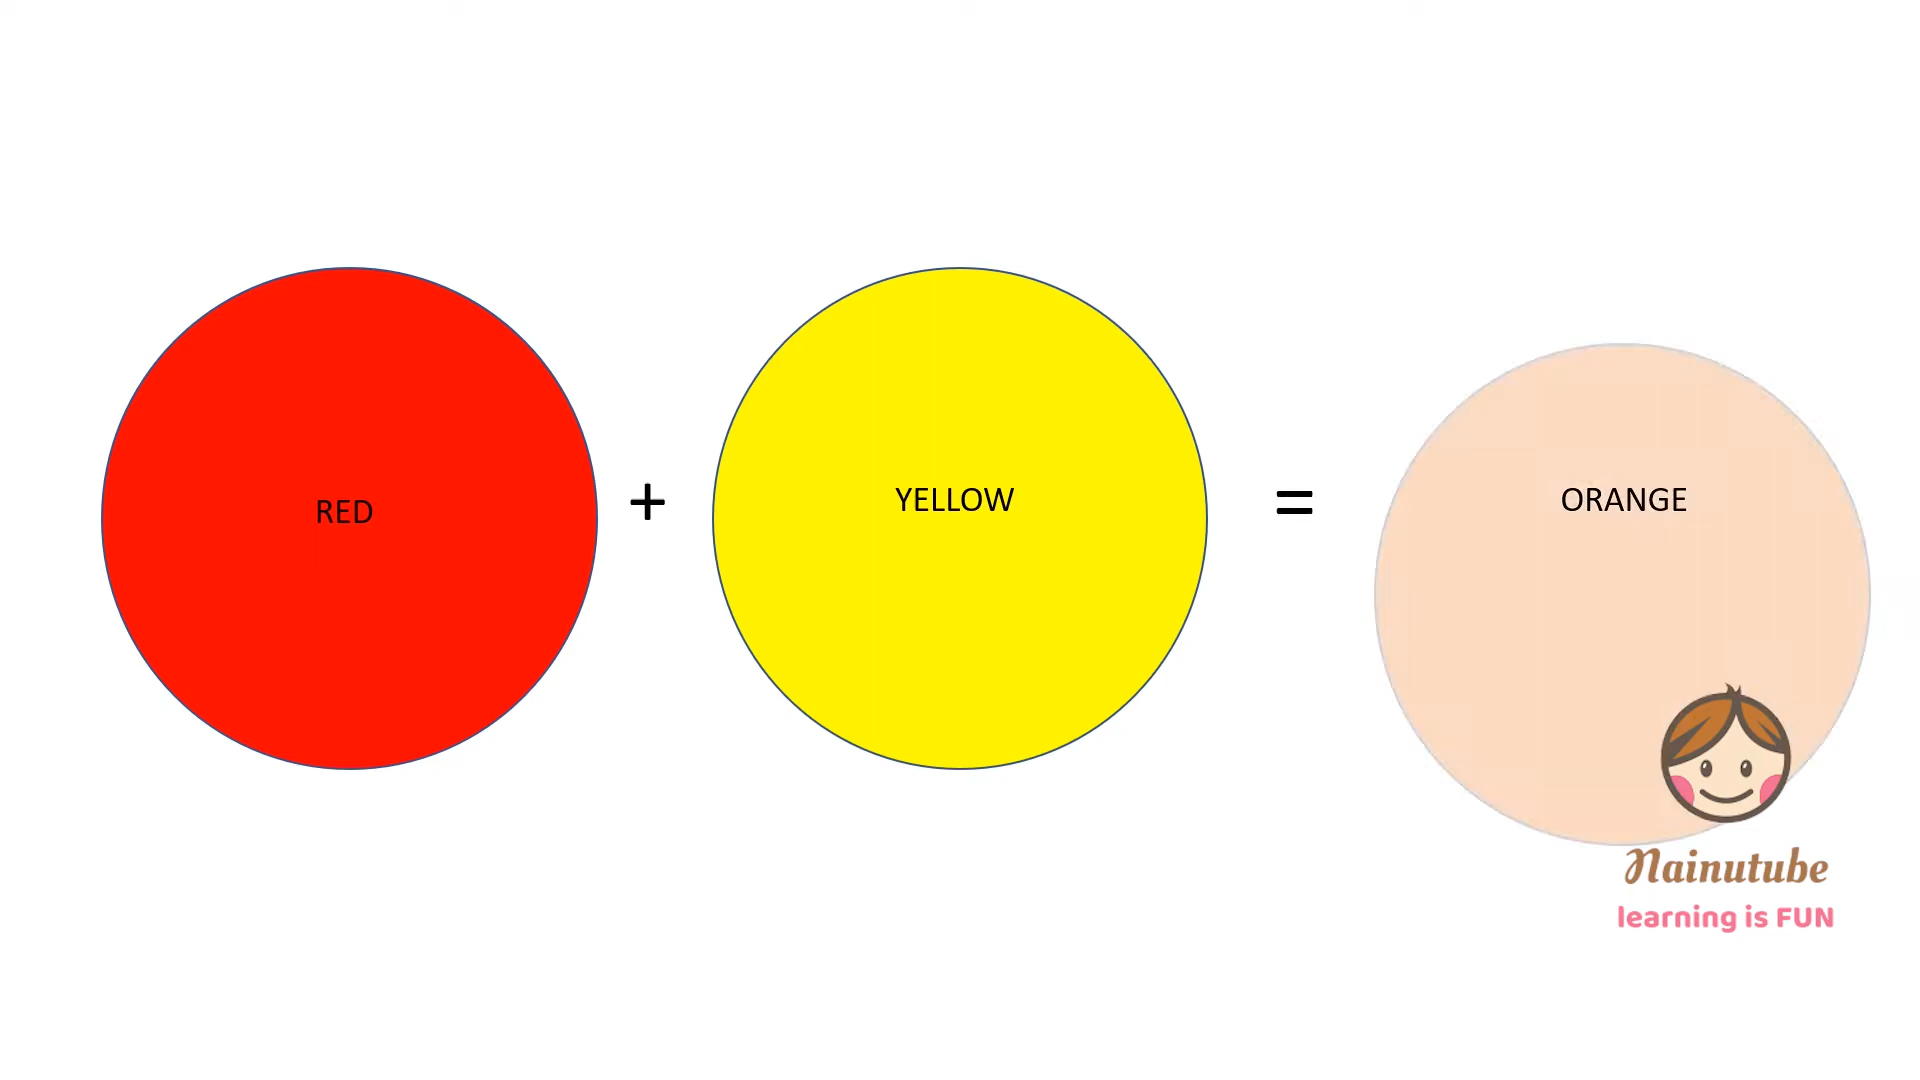 RED + YELLOW = ORANGE
Nainutube
learning is FUN